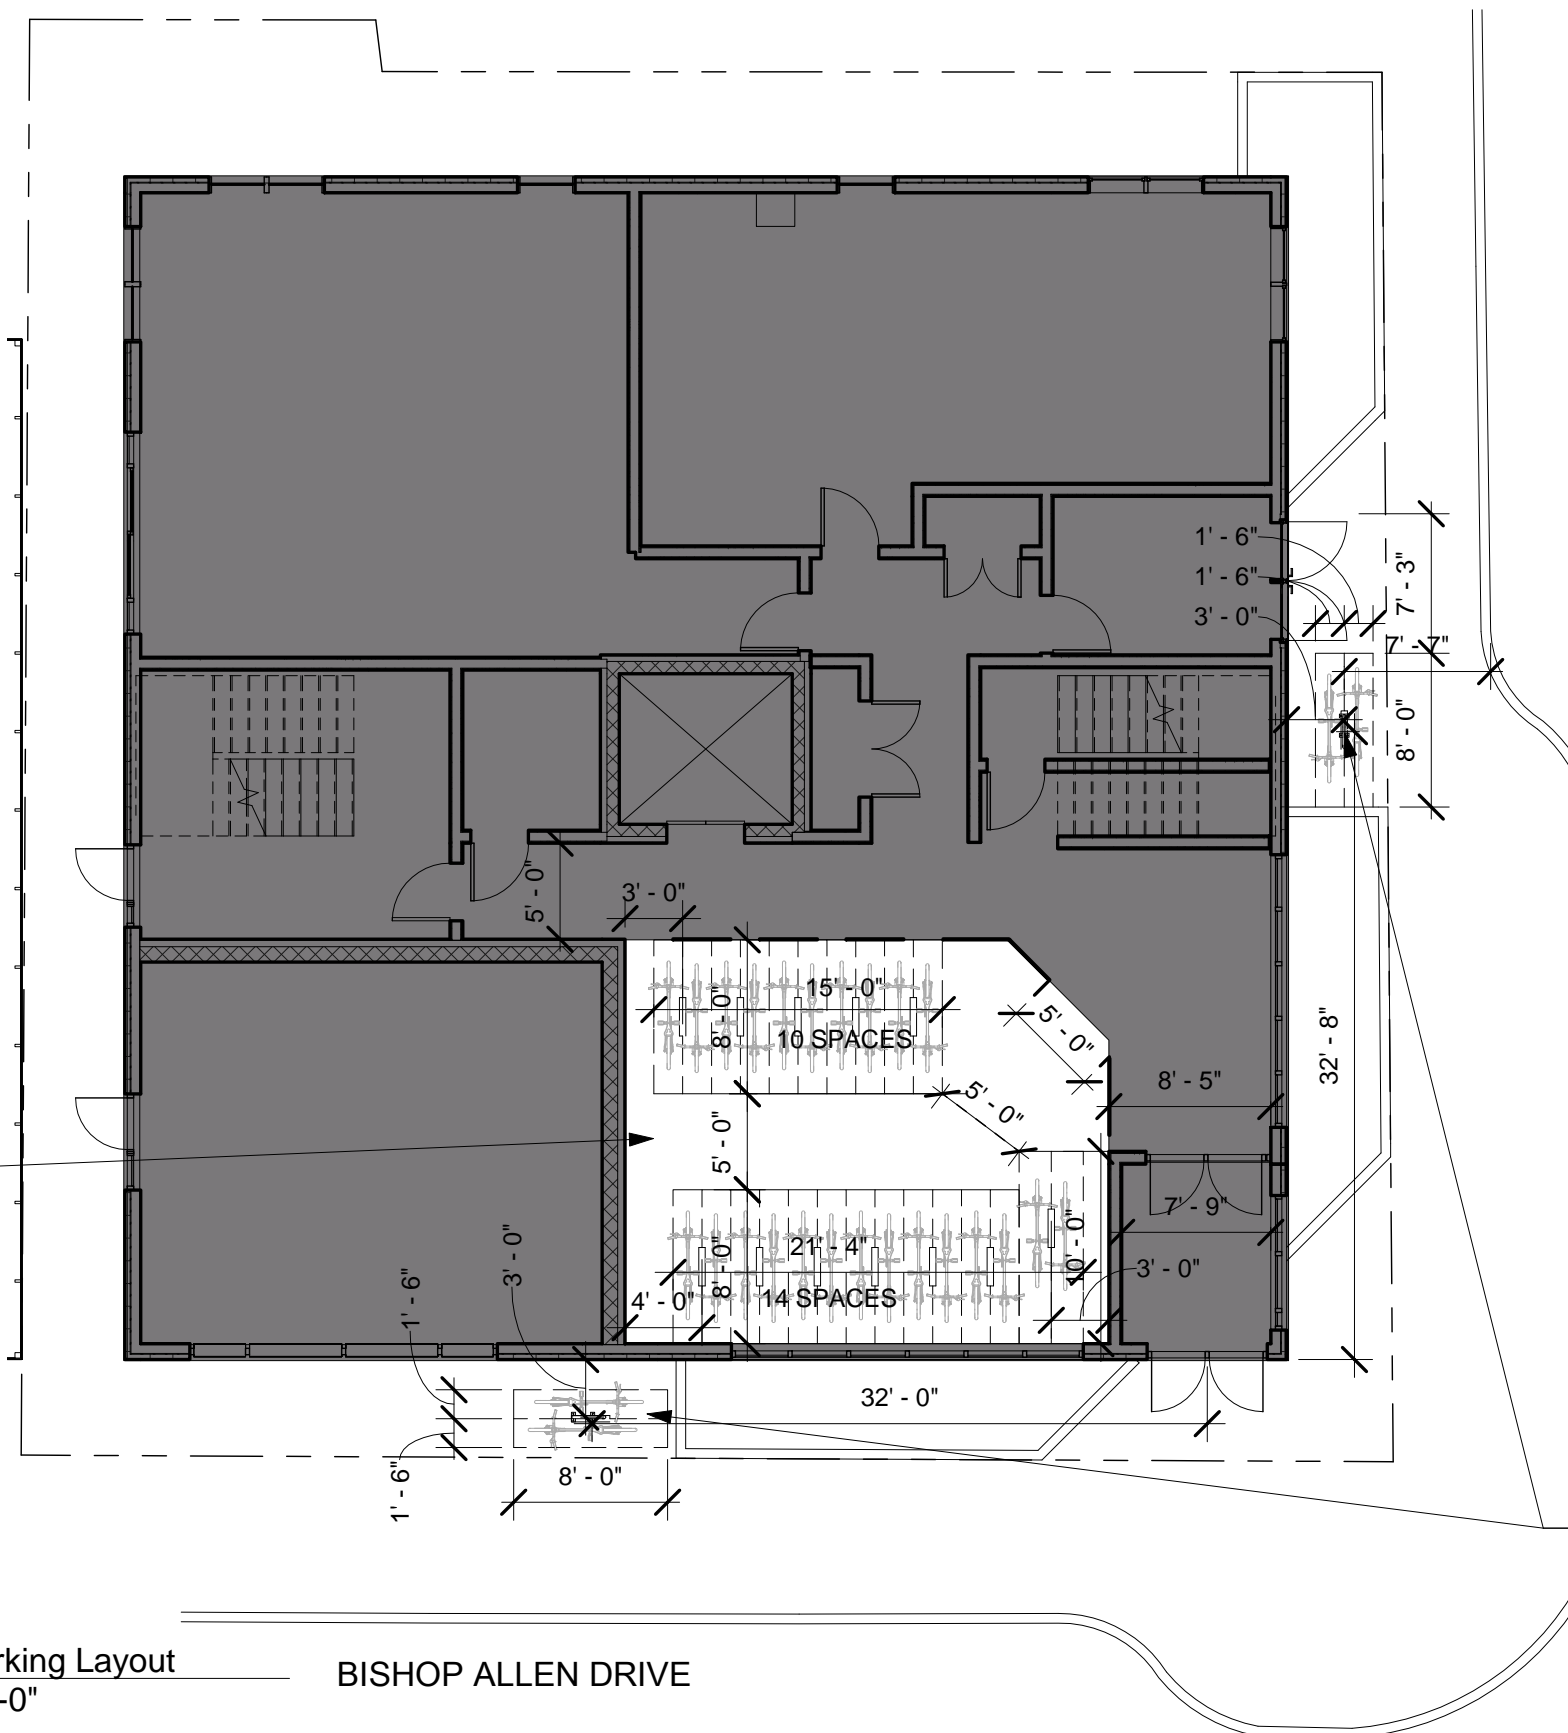 1' - 6"
1' - 6"
3' - 0"
7' - 3"
7' - 7"
8' - 0"
3' - 0"
5' - 0"
15' - 0"
8' - 0"
10 SPACES
5' - 0"
32' - 8"
8' - 5"
5' - 0"
5' - 0"
7' - 9"
10' - 0"
21' - 4"
8' - 0"
3' - 0"
3' - 0"
14 SPACES
4' - 0"
1' - 6"
32' - 0"
8' - 0"
1' - 6"
rking Layout
-0"
BISHOP ALLEN DRIVE